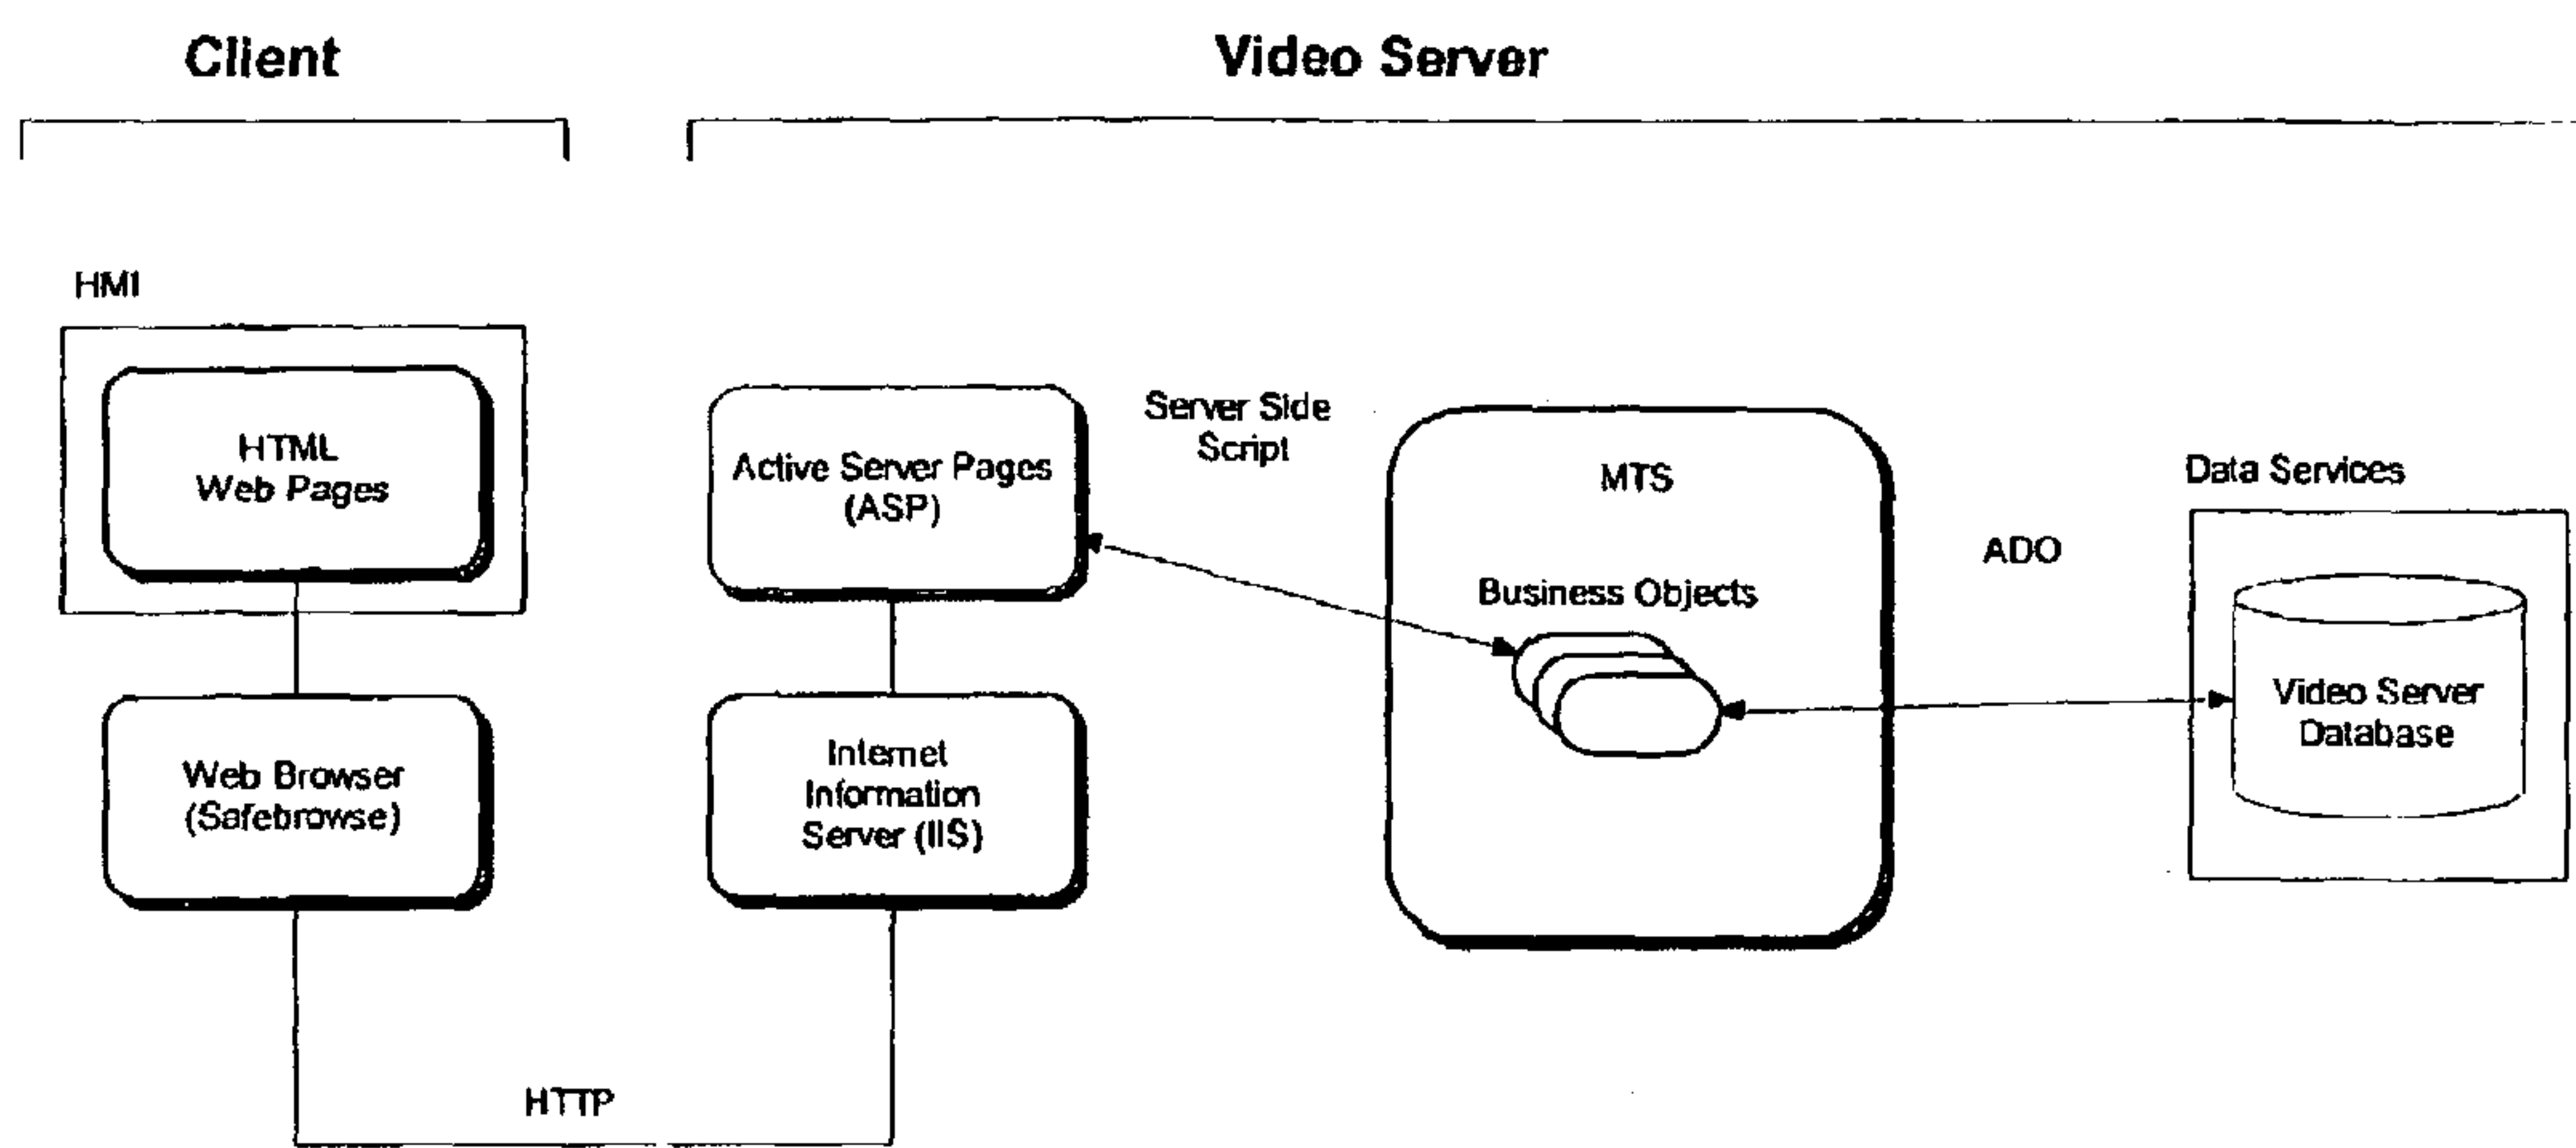 Client
Video Server
HMI
HTML
Web Pages
Web Browser
(Safebrowse)
HTTP
Active Server Pages
(ASP)
Internet
Information
Server (IIS)
Server Side
Script
MTS
Business Objects
ADO
Data Services
Video Server
Database